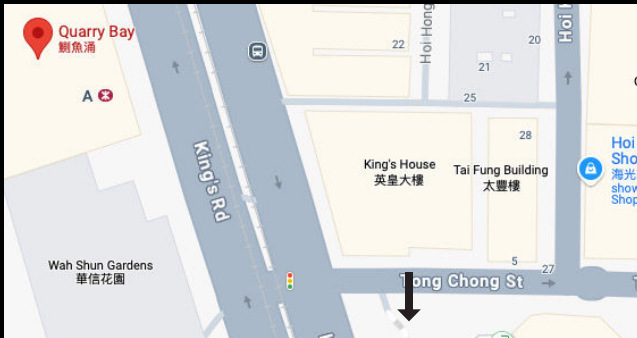 Quarry Bay
鰂魚涌
A
King's Rd
Wah Shun Gardens
華信花園
22
Hoi Hong
20
21
25
28
King's House
英皇大樓
Tai Fung Building
太豐樓
5
27
Tong Chong St
Hoi H
Hoi
Sho
海光
show
Shop